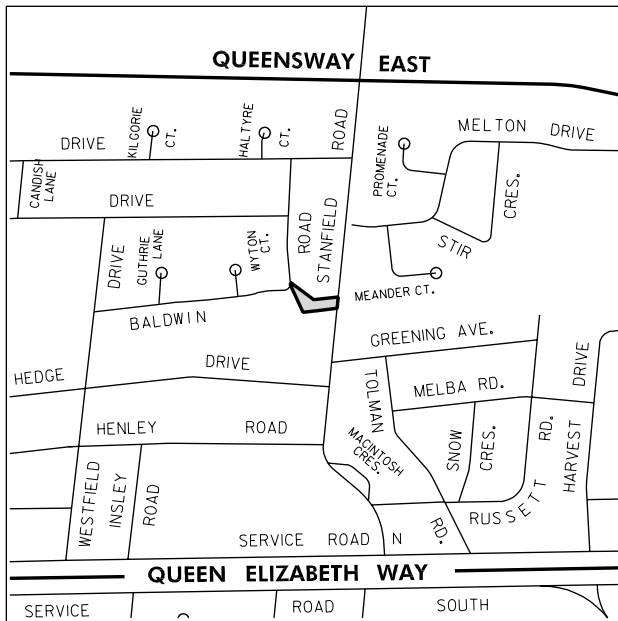 QUEENSWAY EAST
DRIVE
KILGORIE
CT.
HALTYRE
CT.
ROAD
MELTON DRIVE
PROMENADE
CT.
CANDISH
LANE
DRIVE
CRES.
STIR
ROAD
STANFIELD
DRIVE
GUTHRIE
LANE
WYTON
CT.
MEANDER CT.
BALDWIN
GREENING AVE.
HEDGE
DRIVE
TOLMAN
MELBA RD.
DRIVE
HENLEY ROAD
MACINTOSH
CRES.
SNOW
CRES.
RD.
HARVEST
WESTFIELD
INSLEY
ROAD
RUSSETT
SERVICE ROAD N
RD.
QUEEN ELIZABETH WAY
SERVICE ROAD SOUTH